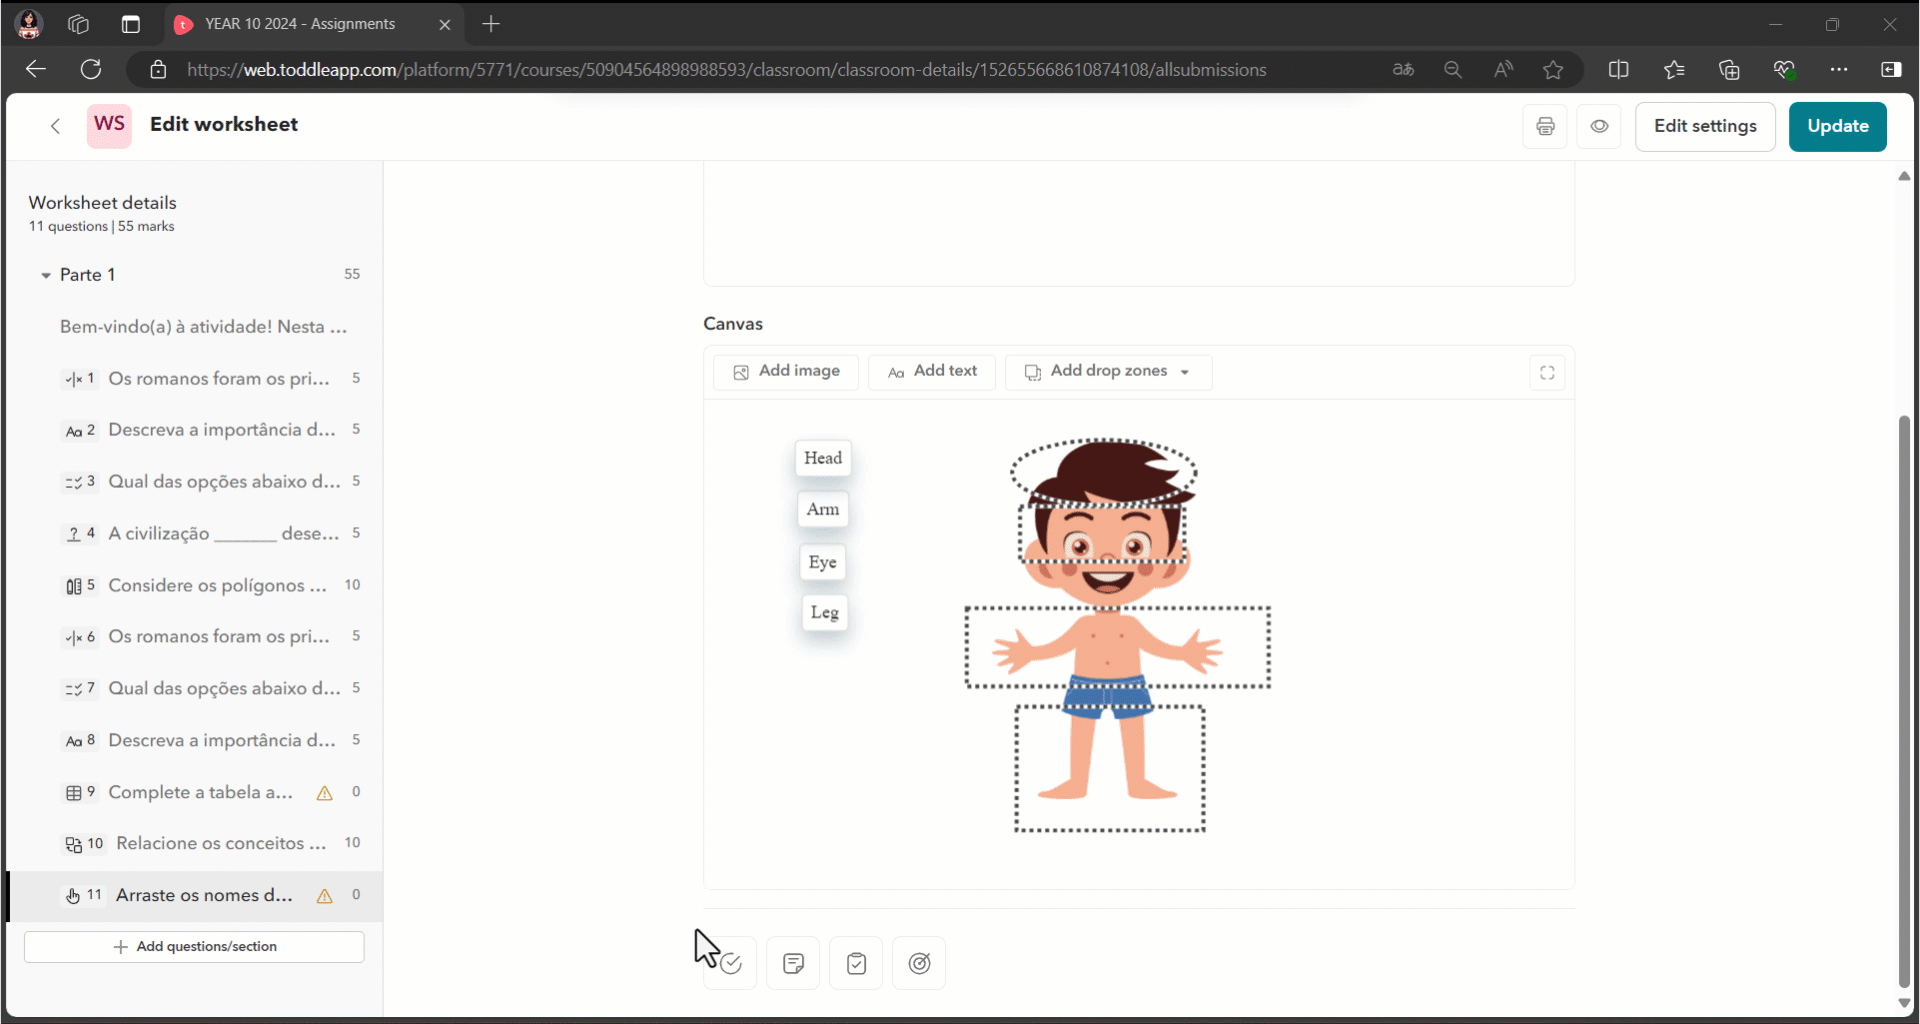 YEAR 10 2024 - Assignments
https://web.toddleapp.com/platform/5771/courses/50904564898988593/classroom/classroom-details/152655668610874108/allsubmissions
WS Edit worksheet
Edit settings
Update
Worksheet details
11 questions | 55 marks
Parte 1 55
Bem-vindo(a) à atividade! Nesta ...
1 Os romanos foram os pri... 5
Aa 2 Descreva a importância d... 5
3 Qual das opções abaixo d... 5
? 4 A civilização _______ dese... 5
5 Considere os polígonos ... 10
6 Os romanos foram os pri... 5
7 Qual das opções abaixo d... 5
Aa 8 Descreva a importância d... 5
9 Complete a tabela a... 0
10 Relacione os conceitos ... 10
11 Arraste os nomes d... 0
Add questions/section
Canvas
Add image
Aa Add text
Add drop zones
Head
Arm
Eye
Leg